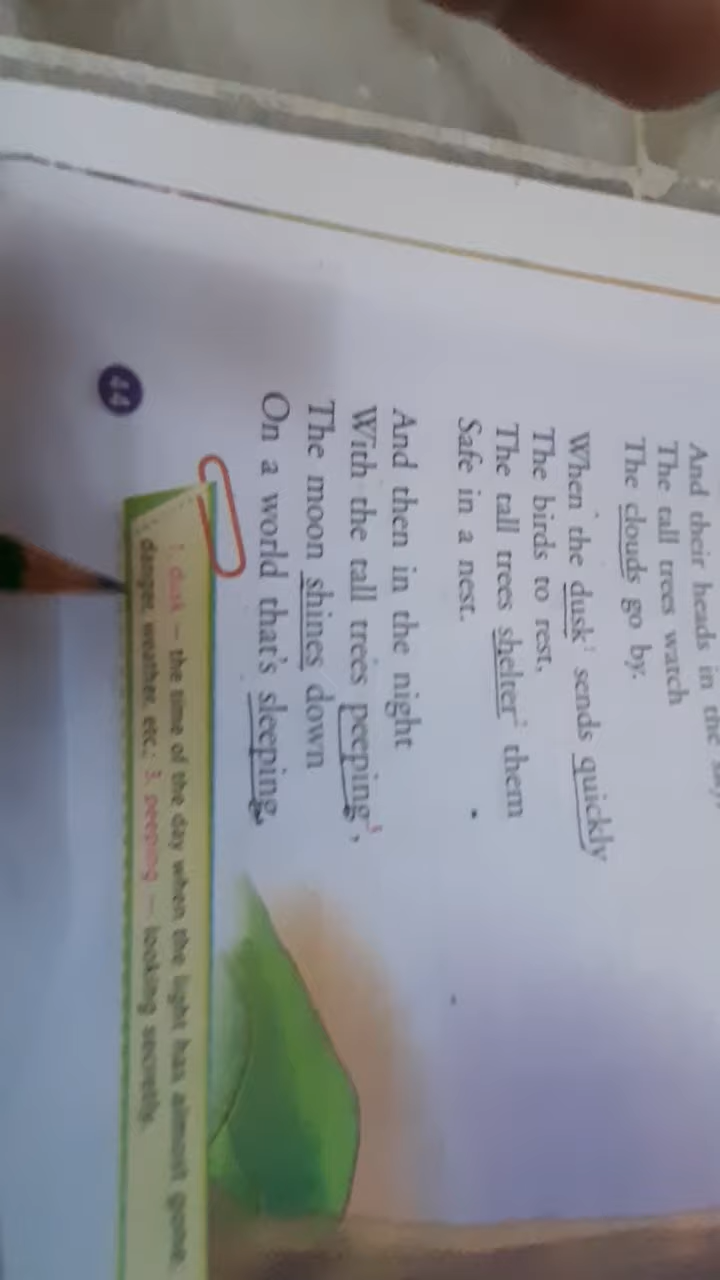 And their heads in the
The tall trees watch
The clouds go by.
When the dusk¹ sends quickly
The birds to rest,
The tall trees shelter² them
Safe in a nest.
And then in the night
With the tall trees peeping³,
The moon shines down
On a world that's sleeping.
1. dusk – the time of the day when the light has almost gone.
danger, weather, etc.; 3. peeping – looking secretly.
44